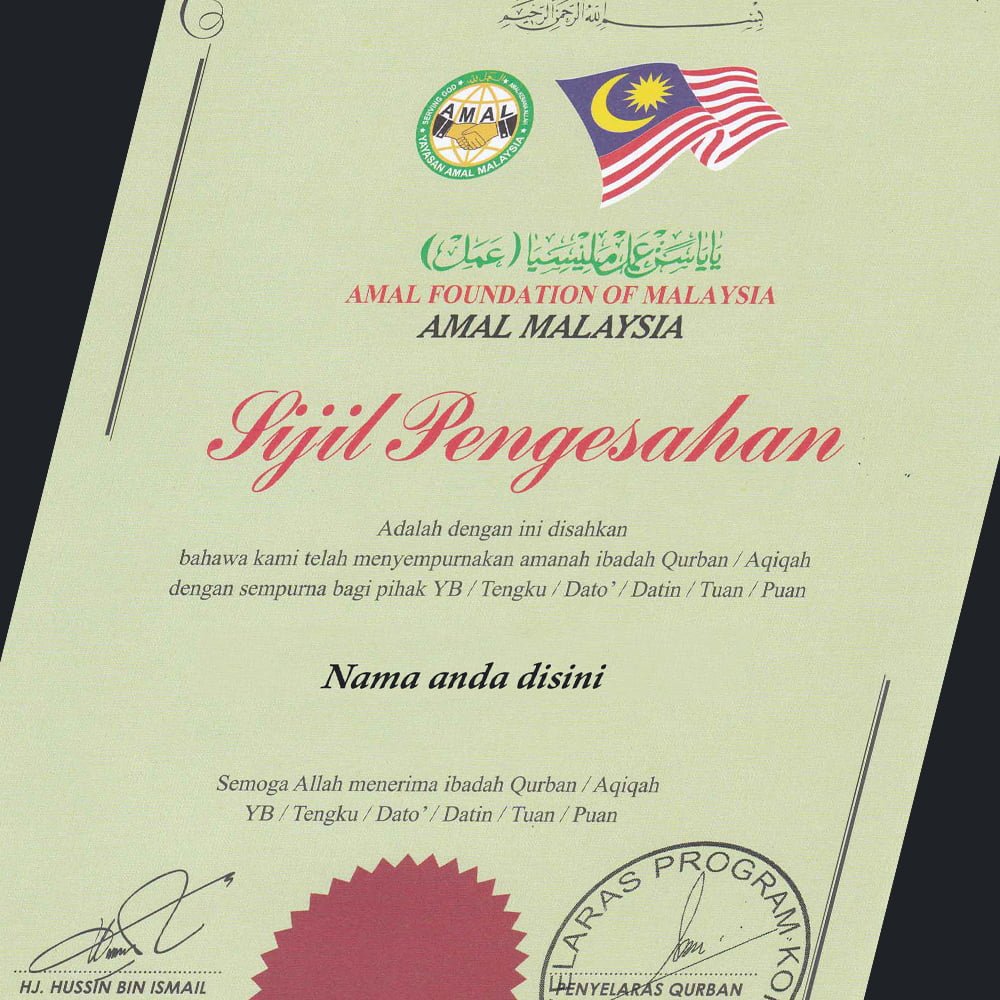 بِسْمِ اللهِ الرَّحْمٰنِ الرَّحِيْمِ
SERVING GOD
AMAL
YAYASAN AMAL MALAYSIA
ياياسن عمل مليسيا (عمل)
AMAL FOUNDATION OF MALAYSIA
AMAL MALAYSIA
Sijil Pengesahan
Adalah dengan ini disahkan
bahawa kami telah menyempurnakan amanah ibadah Qurban / Aqiqah
dengan sempurna bagi pihak YB / Tengku / Dato' / Datin / Tuan / Puan
Nama anda disini
Semoga Allah menerima ibadah Qurban / Aqiqah
YB / Tengku / Dato' / Datin / Tuan / Puan
ELARAS PROGRAM·KO
HJ. HUSSIN BIN ISMAIL
PENYELARAS QURBAN